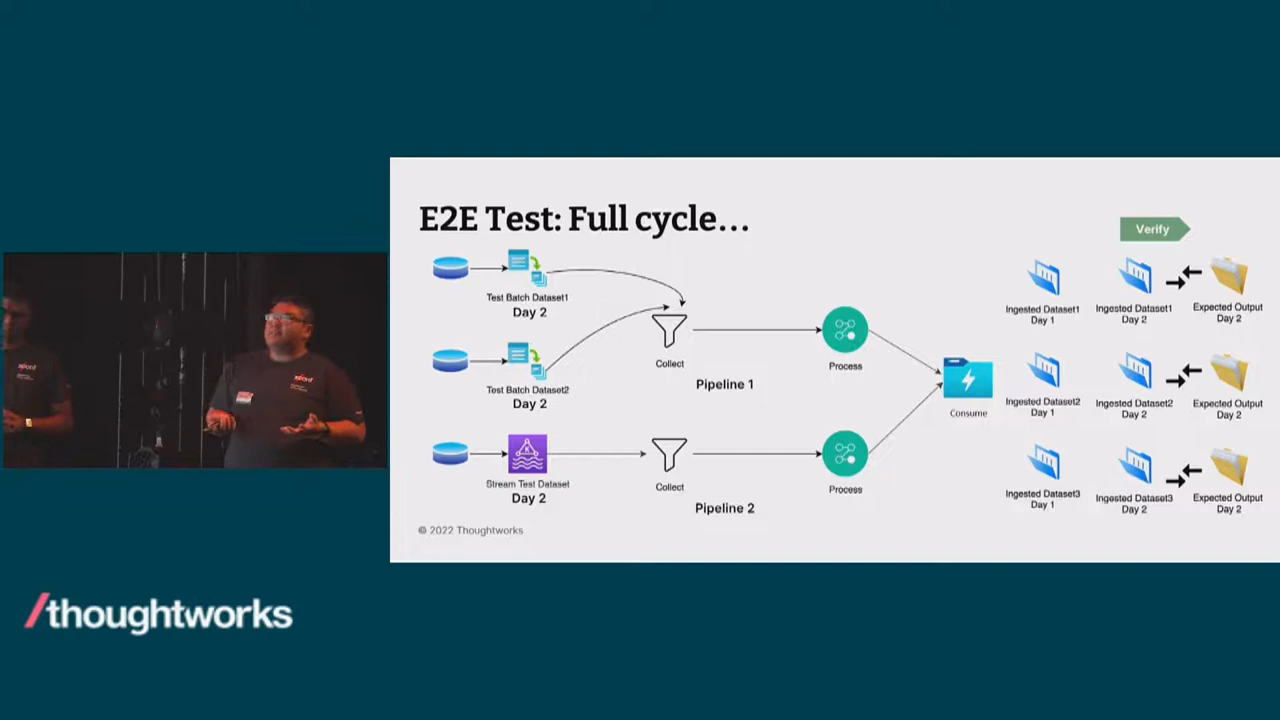 E2E Test: Full cycle...
Verify
Test Batch Dataset1
Day 2
Collect
Pipeline 1
Process
Test Batch Dataset2
Day 2
Consume
Stream Test Dataset
Day 2
Collect
Pipeline 2
Process
Ingested Dataset1
Day 1
Ingested Dataset1
Day 2
Expected Output
Day 2
Ingested Dataset2
Day 1
Ingested Dataset2
Day 2
Expected Output
Day 2
Ingested Dataset3
Day 1
Ingested Dataset3
Day 2
Expected Output
Day 2
© 2022 Thoughtworks
/thoughtworks